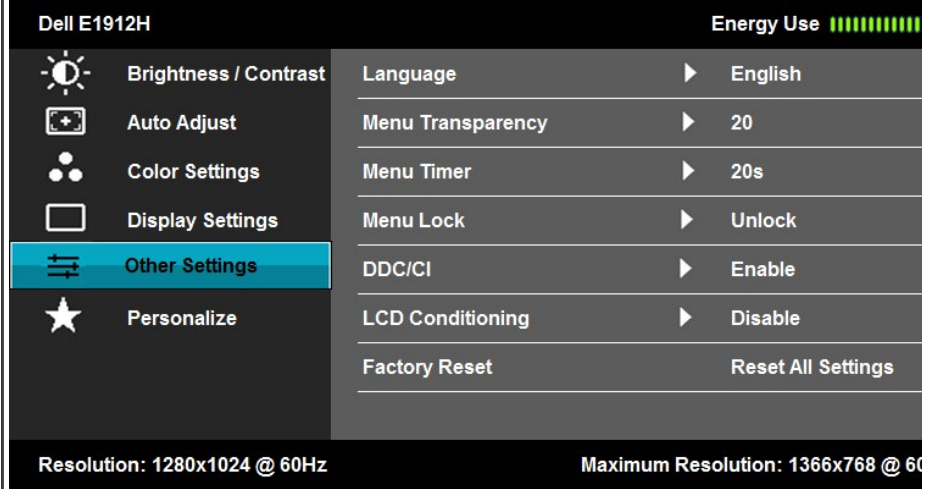 Dell E1912H Energy Use
Brightness / Contrast Language English
Auto Adjust Menu Transparency 20
Color Settings Menu Timer 20s
Display Settings Menu Lock Unlock
Other Settings DDC/CI Enable
Personalize LCD Conditioning Disable
Factory Reset Reset All Settings
Resolution: 1280x1024 @ 60Hz Maximum Resolution: 1366x768 @